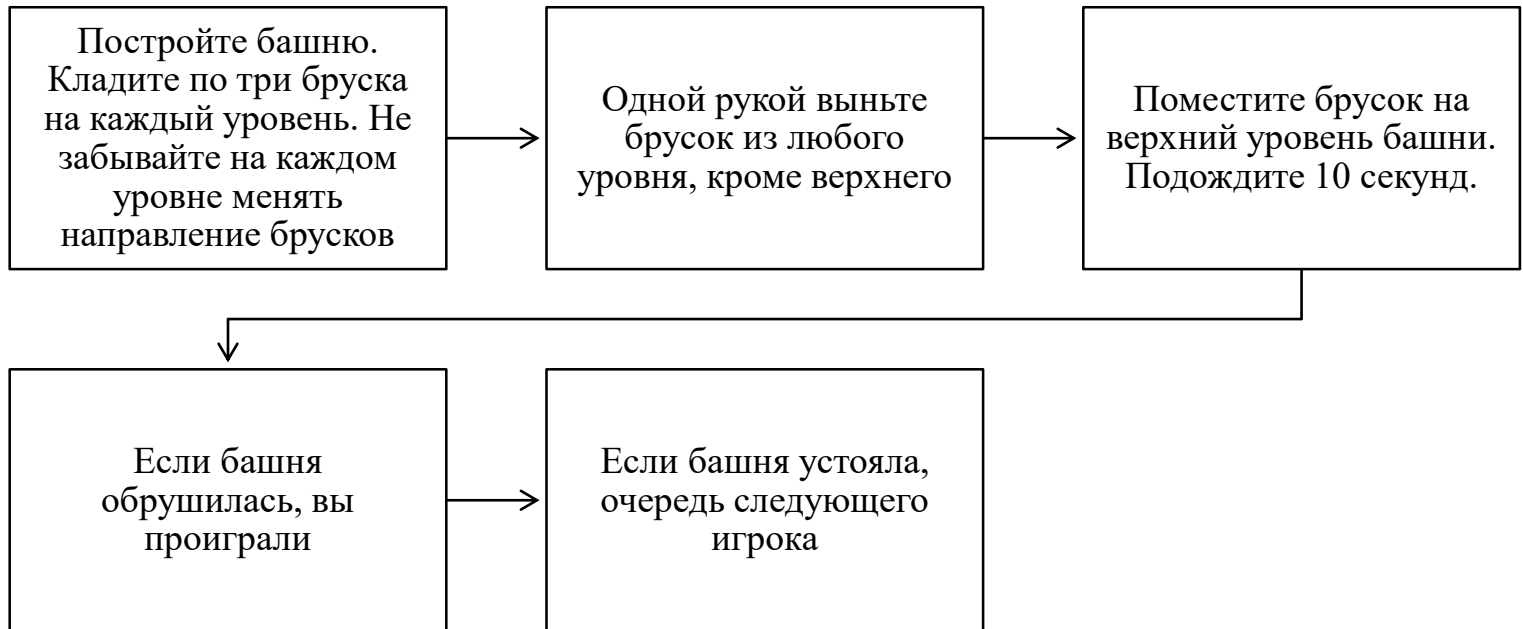 Постройте башню.
Кладите по три бруска
на каждый уровень. Не
забывайте на каждом
уровне менять
направление брусков
Одной рукой выньте
брусок из любого
уровня, кроме верхнего
Поместите брусок на
верхний уровень башни.
Подождите 10 секунд.
Если башня
обрушилась, вы
проиграли
Если башня устояла,
очередь следующего
игрока